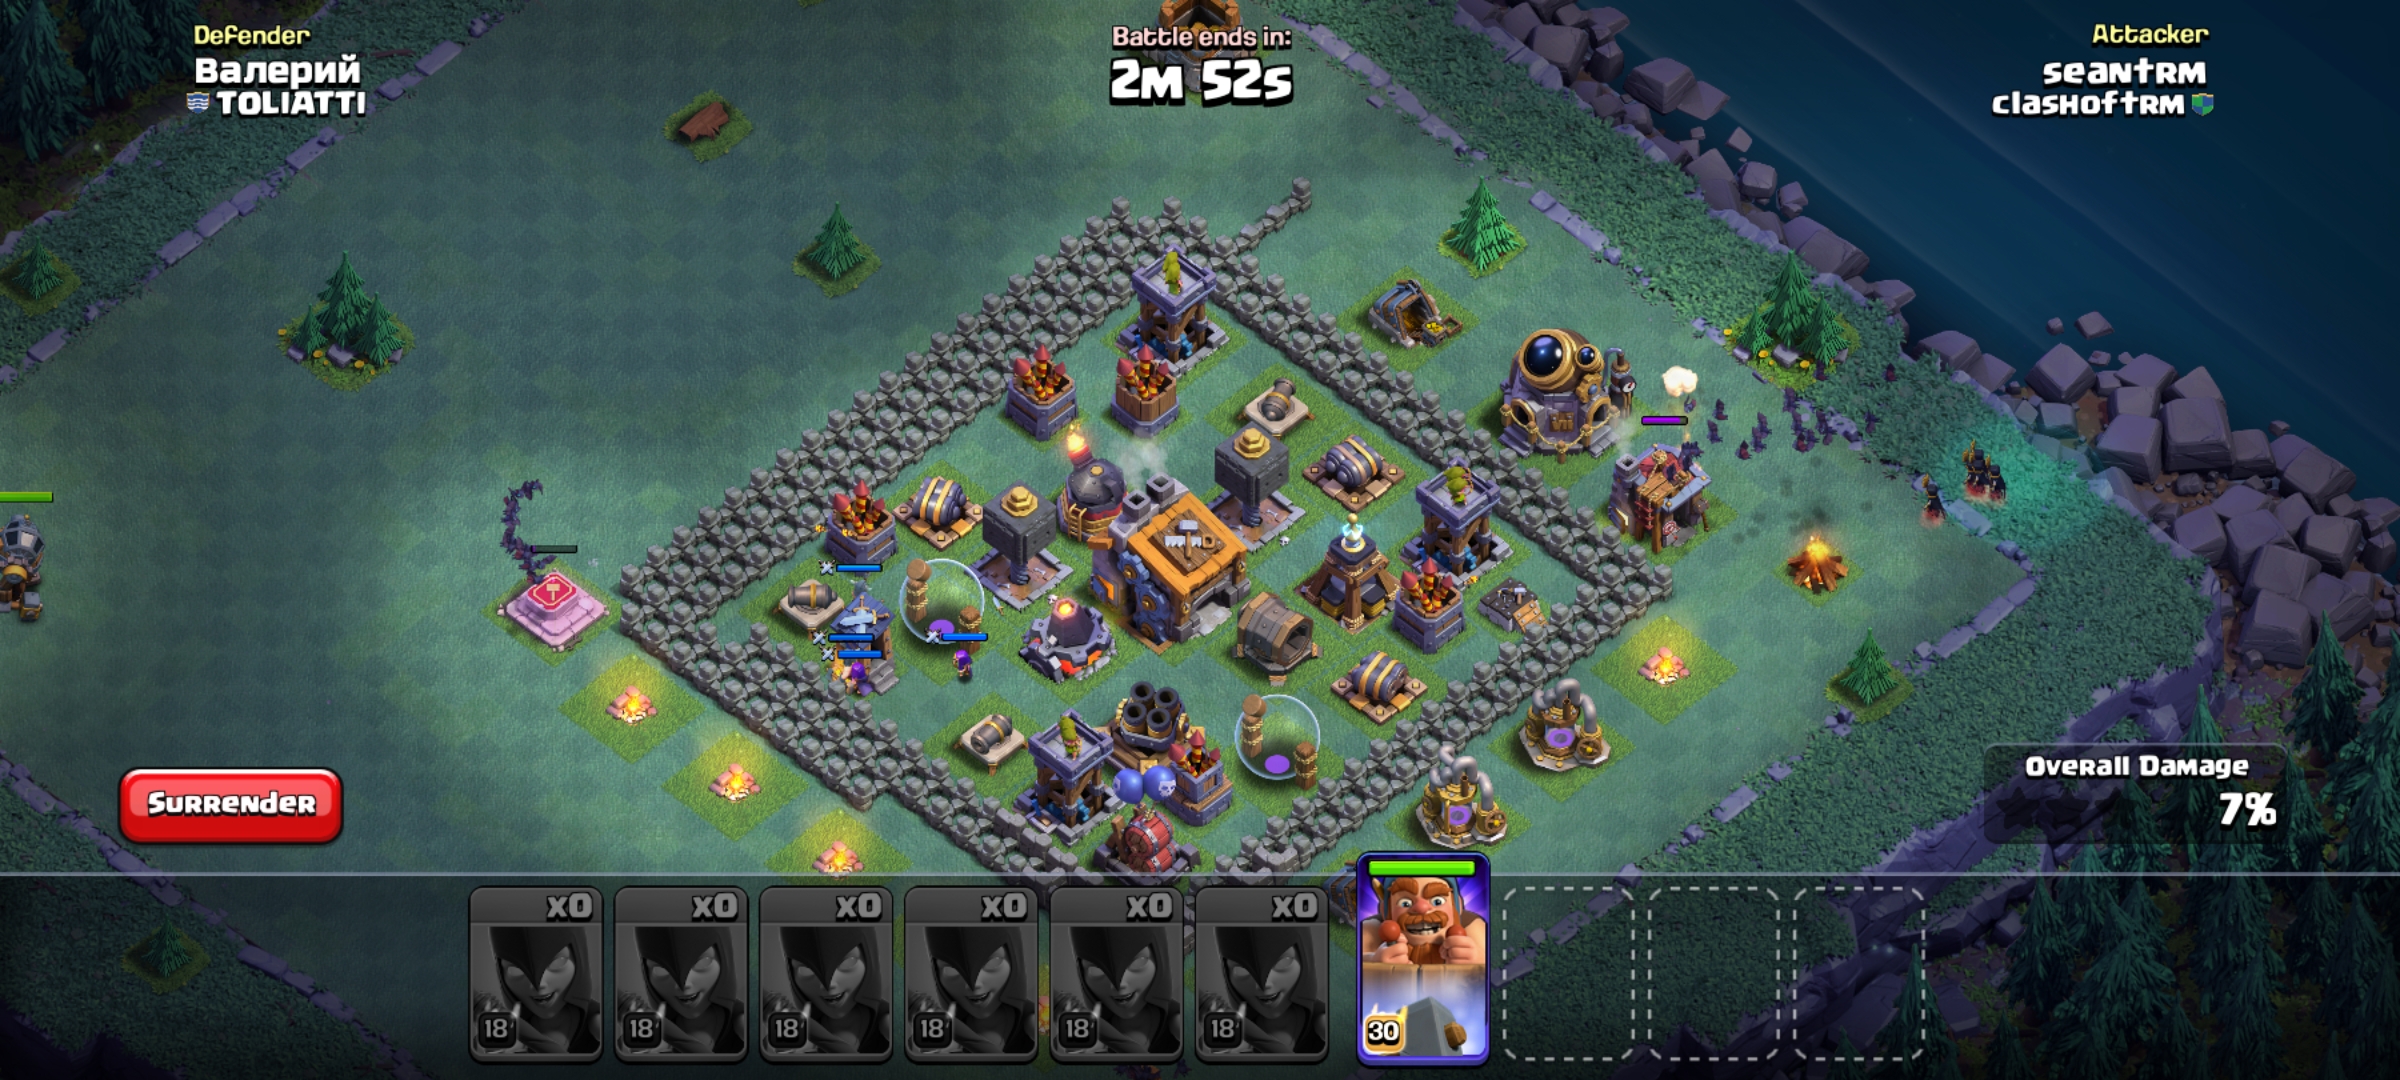 Defender
Валерий
TOLIATTI
Battle ends in:
2M 52S
Attacker
seantRM
clashoftRM
Surrender
Overall Damage
7%
x0
x0
x0
x0
x0
x0
18
18
18
18
18
18
30